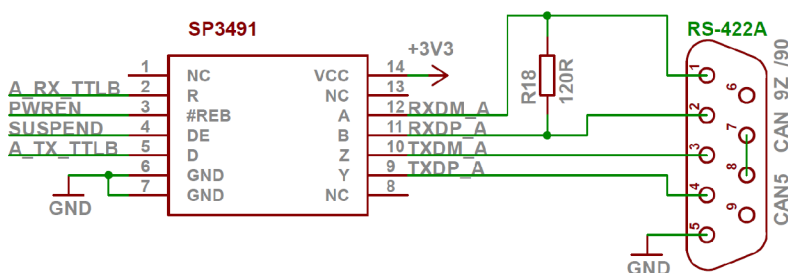 SP3491
RS-422A
+3V3
1 NC VCC 14
A_RX_TTLB 2 R NC 13
PWREN 3 #REB A 12 RXDM_A
SUSPEND 4 DE B 11 RXDP_A
A_TX_TTLB 5 D Z 10 TXDM_A
6 GND Y 9 TXDP_A
7 GND NC 8
GND
R18
120R
1
2
3
4
5
6
7
8
9
GND
CAN 9Z /90
CAN5